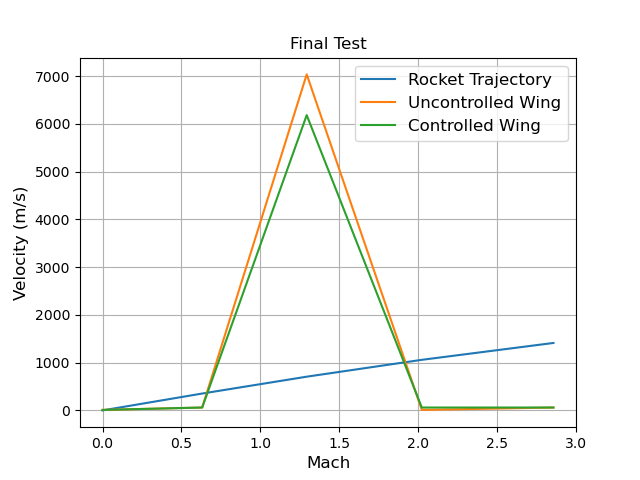 Final Test
Rocket Trajectory
Uncontrolled Wing
Controlled Wing
Velocity (m/s)
7000
6000
5000
4000
3000
2000
1000
0
0.0 0.5 1.0 1.5 2.0 2.5 3.0
Mach